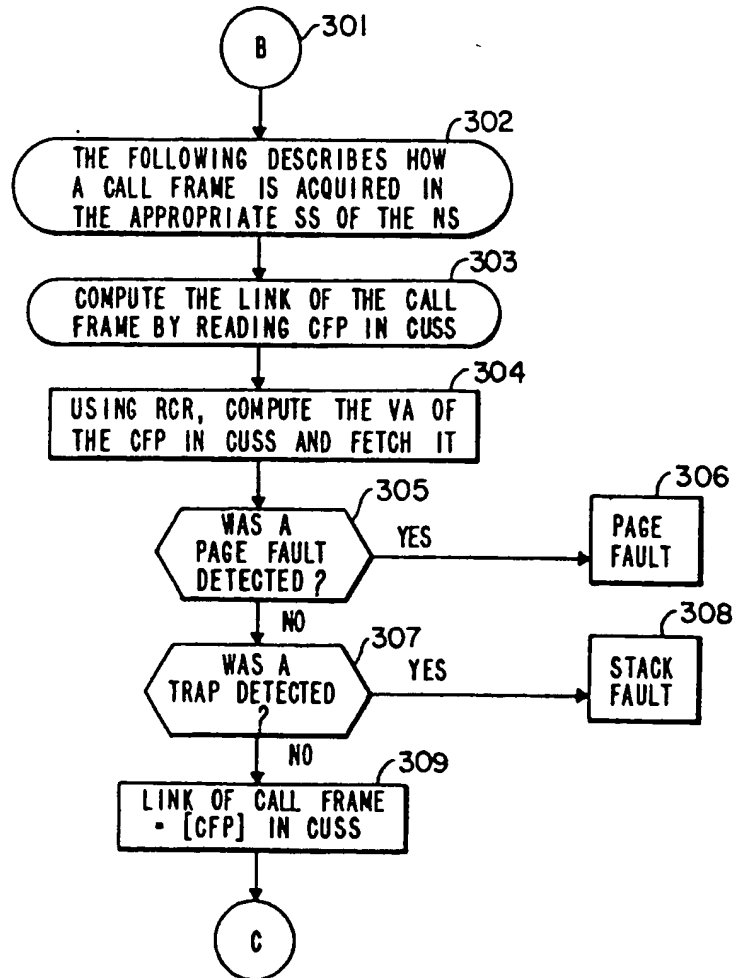 B
301
302
THE FOLLOWING DESCRIBES HOW
A CALL FRAME IS ACQUIRED IN
THE APPROPRIATE SS OF THE NS
303
COMPUTE THE LINK OF THE CALL
FRAME BY READING CFP IN CUSS
304
USING RCR, COMPUTE THE VA OF
THE CFP IN CUSS AND FETCH IT
305
WAS A
PAGE FAULT
DETECTED ?
YES
306
PAGE
FAULT
NO
307
WAS A
TRAP DETECTED
?
YES
308
STACK
FAULT
NO
309
LINK OF CALL FRAME
= [CFP] IN CUSS
C